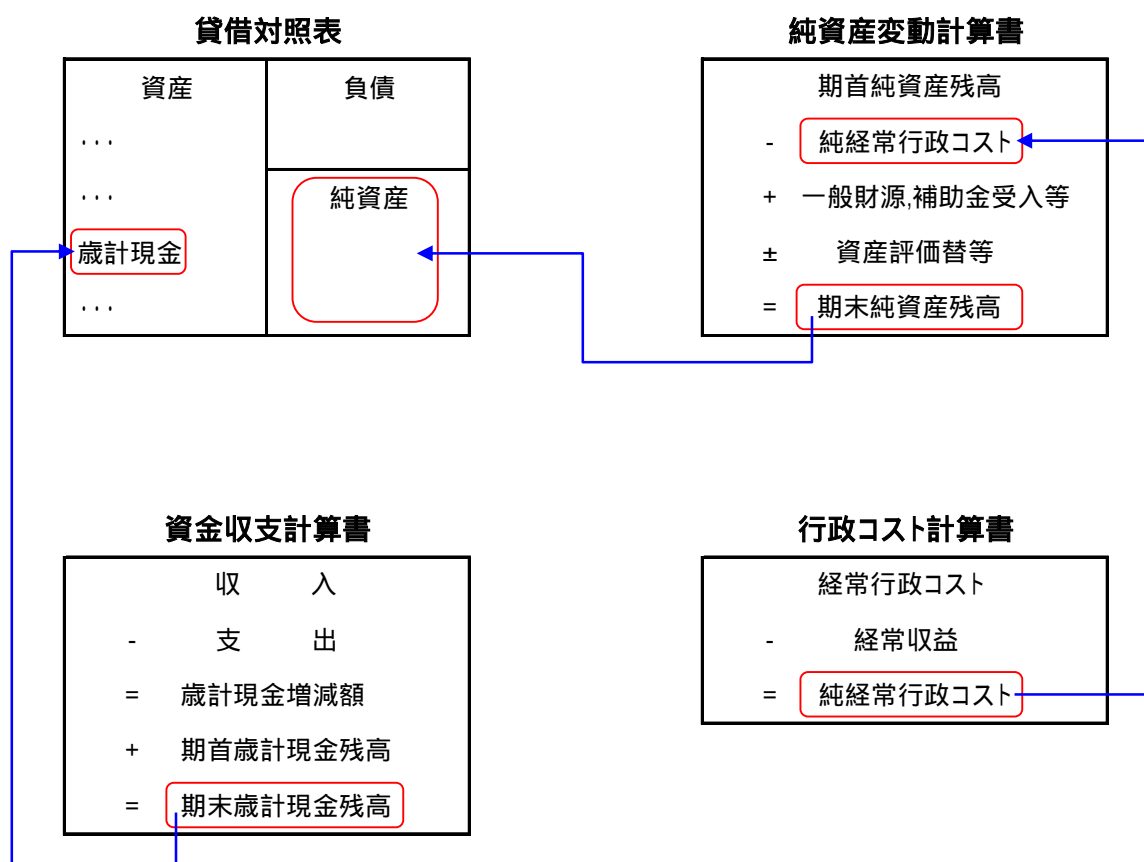 貸借対照表
資産 負債
...
... 純資産
歳計現金
...
純資産変動計算書
期首純資産残高
- 純経常行政コスト
+ 一般財源,補助金受入等
± 資産評価替等
= 期末純資産残高
資金収支計算書
収 入
- 支 出
= 歳計現金増減額
+ 期首歳計現金残高
= 期末歳計現金残高
行政コスト計算書
経常行政コスト
- 経常収益
= 純経常行政コスト